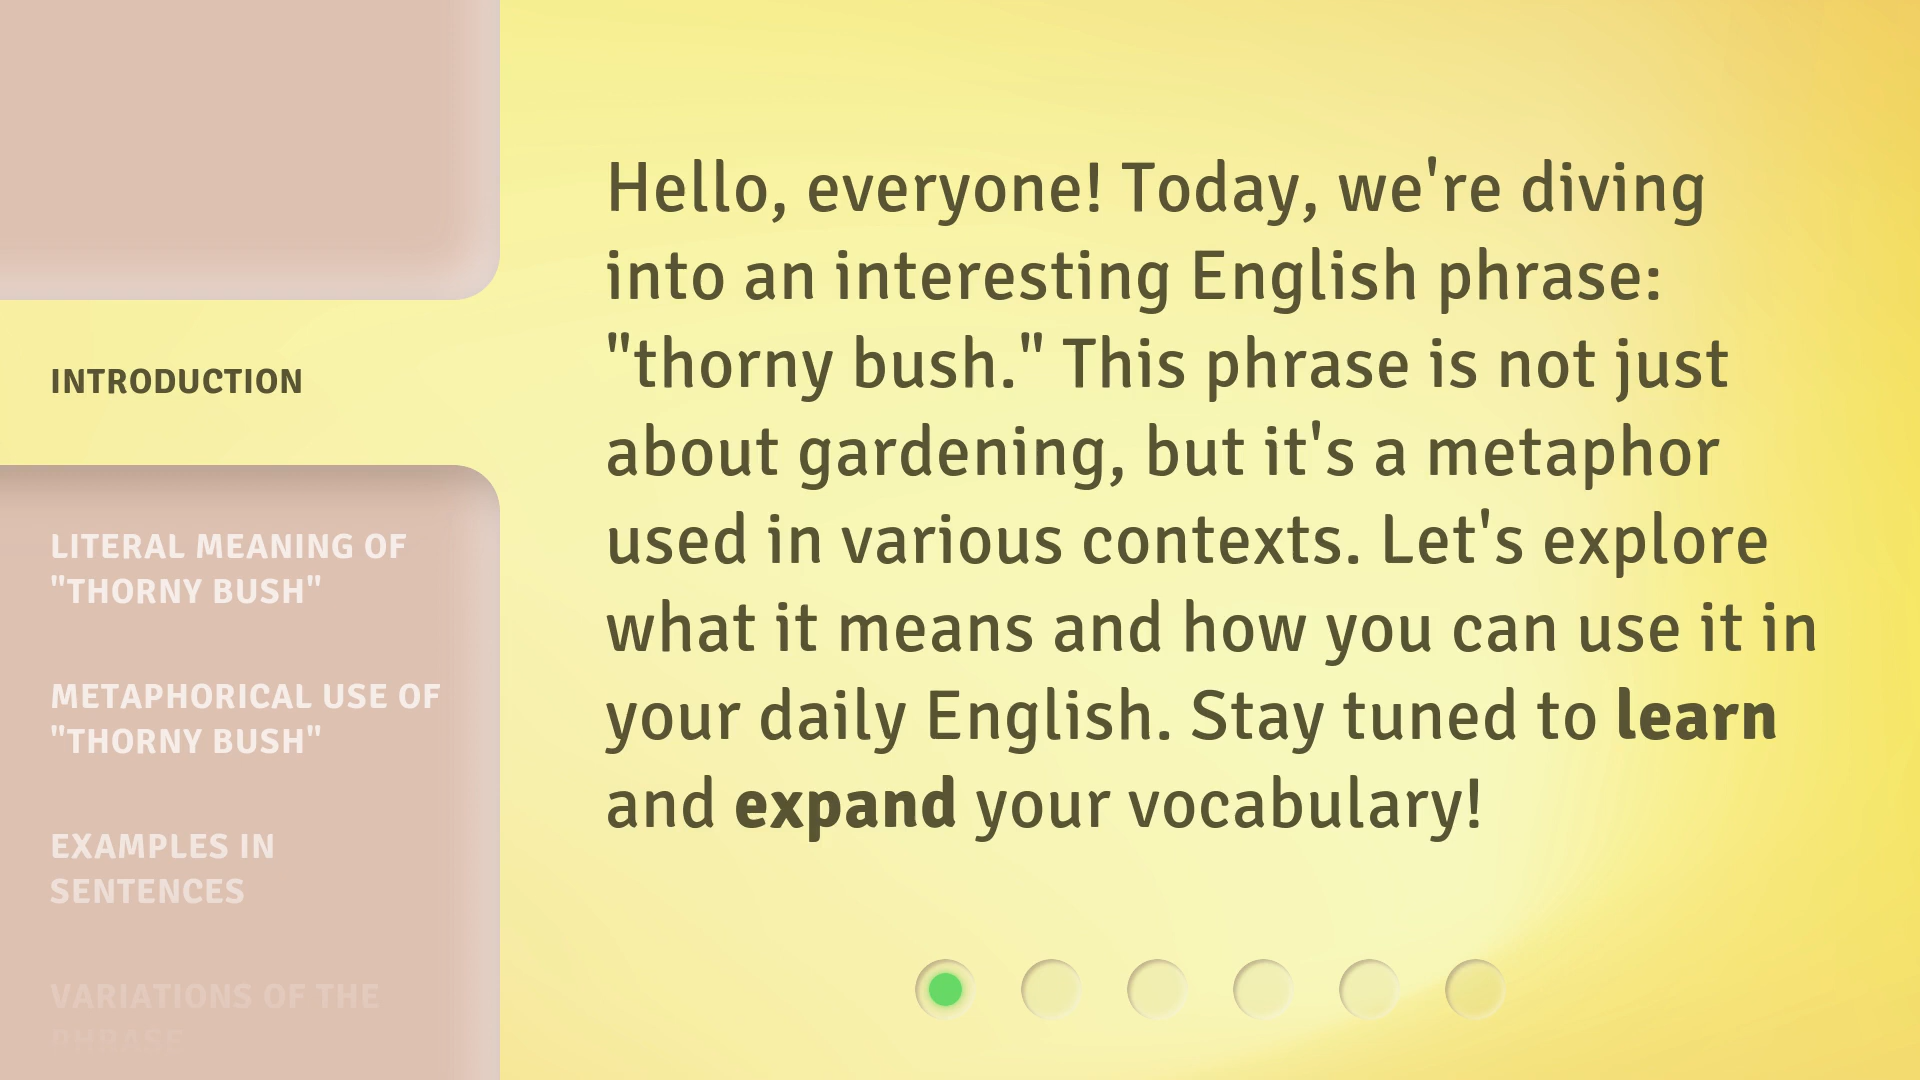 INTRODUCTION
LITERAL MEANING OF
"THORNY BUSH"
METAPHORICAL USE OF
"THORNY BUSH"
EXAMPLES IN
SENTENCES
VARIATIONS OF THE
PHRASE
Hello, everyone! Today, we're diving
into an interesting English phrase:
"thorny bush." This phrase is not just
about gardening, but it's a metaphor
used in various contexts. Let's explore
what it means and how you can use it in
your daily English. Stay tuned to learn
and expand your vocabulary!